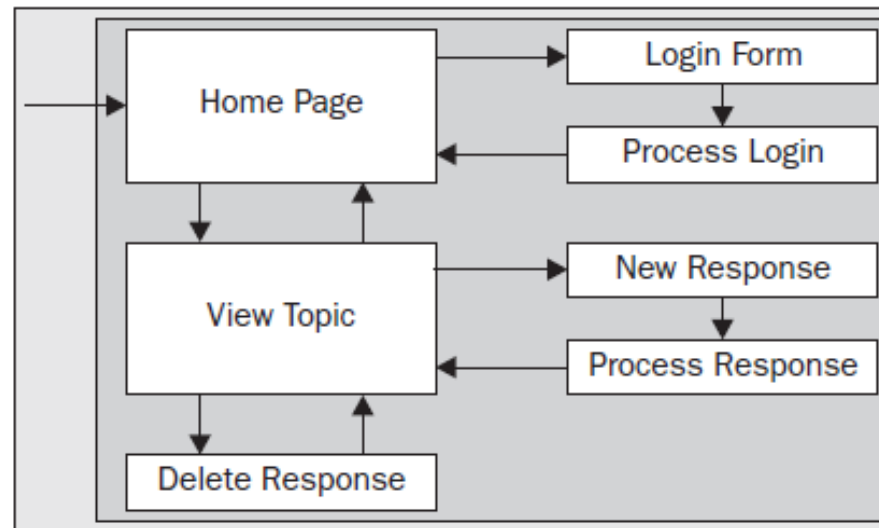 Home Page
Login Form
Process Login
View Topic
New Response
Process Response
Delete Response